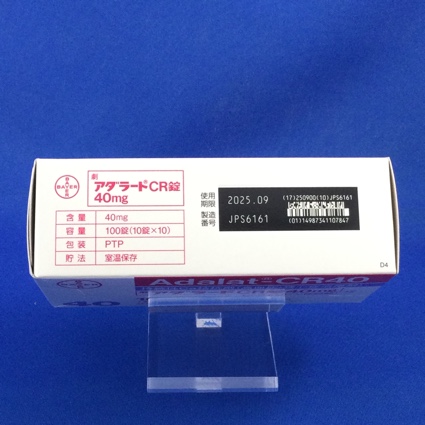 BAYER
劇
アダラート®CR錠
40mg
含量 40mg
容量 100錠(10錠×10)
包装 PTP
貯法 室温保存
使用期限 2025.09
製造番号 JPS6161
(17)250900(10)JPS6161
(01)14987341107847
D4
40 Adalat®-CR40